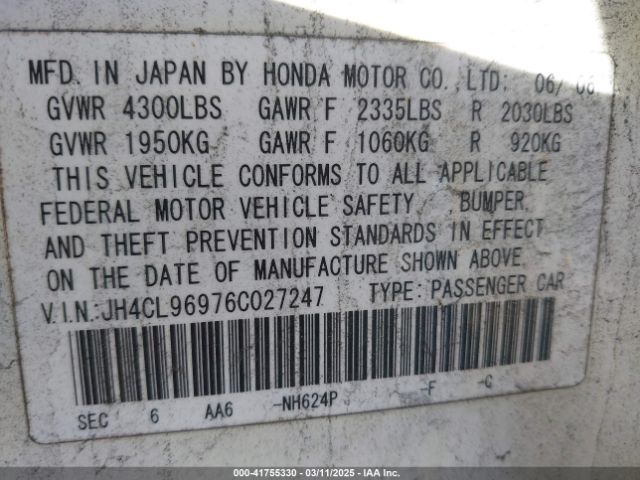 MFD. IN JAPAN BY HONDA MOTOR CO., LTD: 06/06
GVWR 4300LBS GAWR F 2335LBS R 2030LBS
GVWR 1950KG GAWR F 1060KG R 920KG
THIS VEHICLE CONFORMS TO ALL APPLICABLE
FEDERAL MOTOR VEHICLE SAFETY , BUMPER,
AND THEFT PREVENTION STANDARDS IN EFFECT
ON THE DATE OF MANUFACTURE SHOWN ABOVE.
V.I.N.:JH4CL96976C027247 TYPE: PASSENGER CAR
SEC 6 AA6 -NH624P -F -C
000-41755330 - 03/11/2025 - IAA Inc.